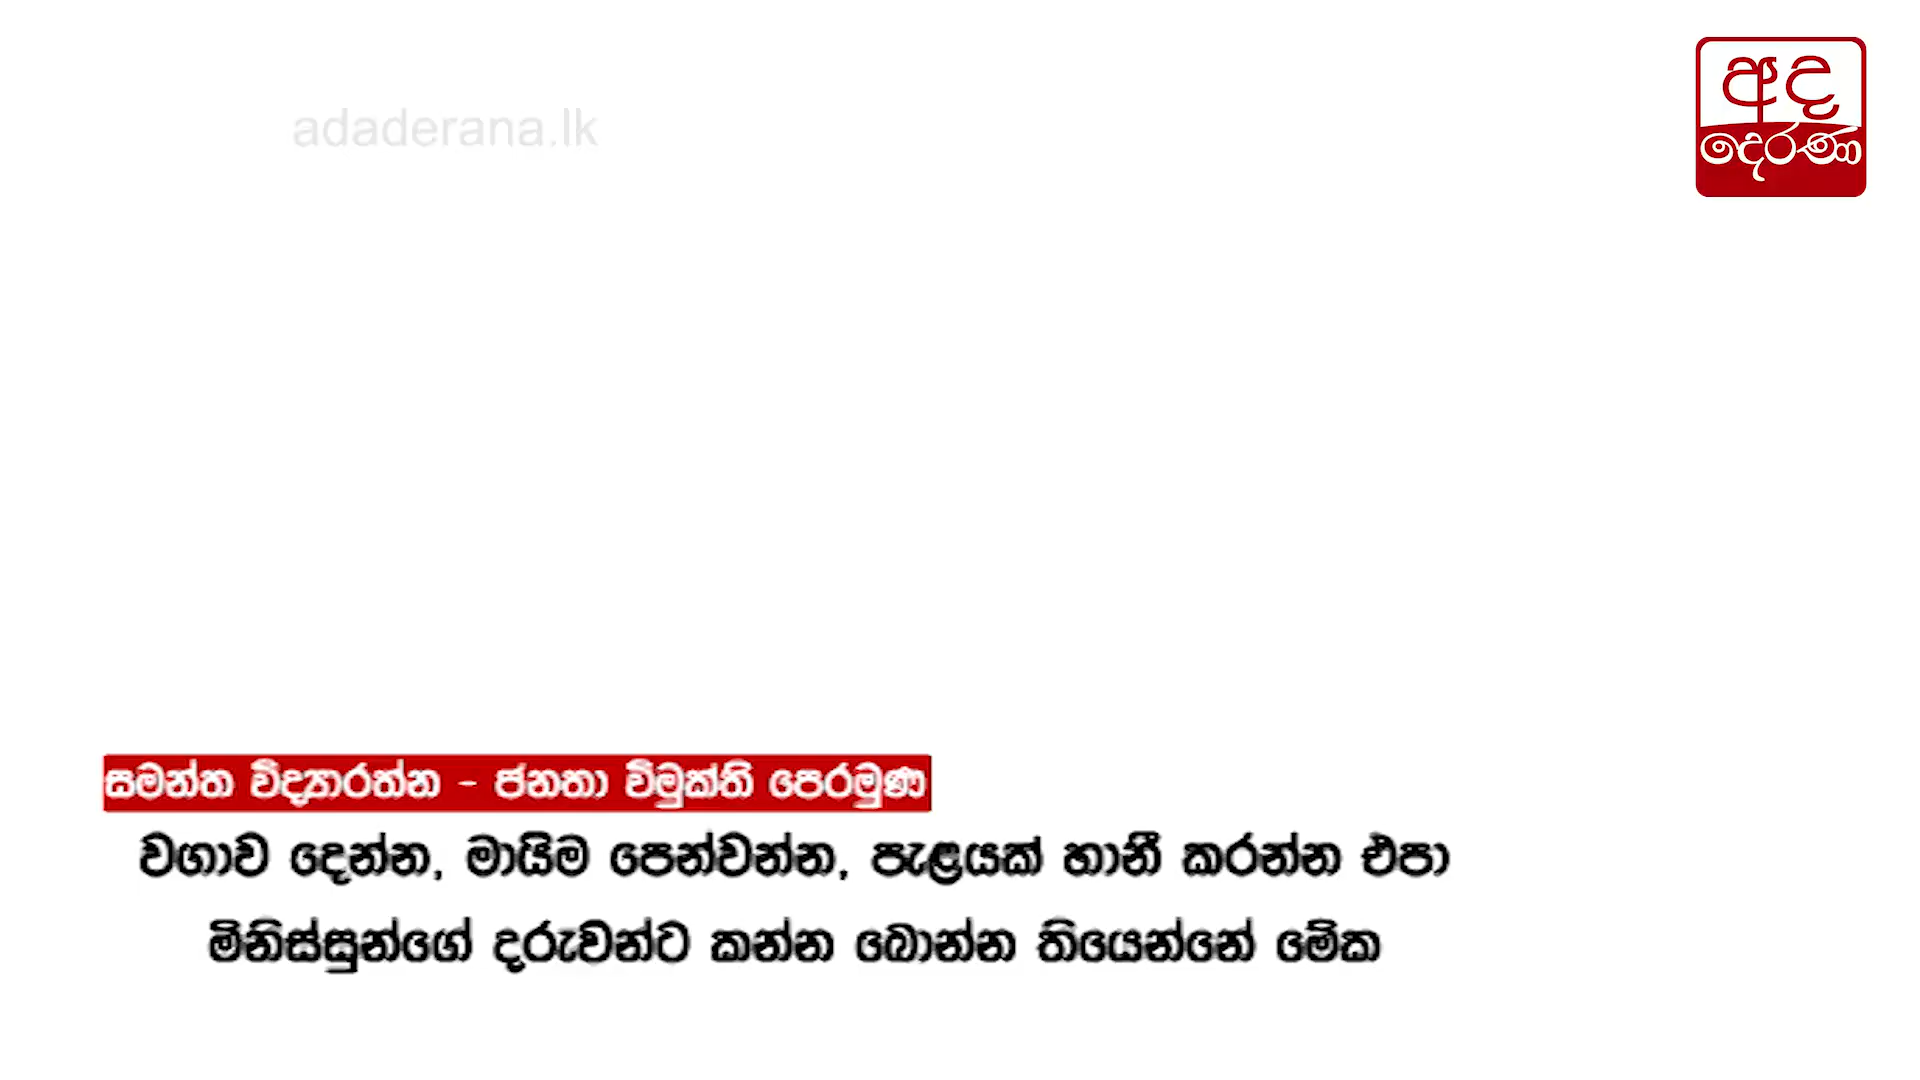 adaderana.lk
අද
දෙරණ
සමන්ත විද්‍යාරත්න - ජනතා විමුක්ති පෙරමුණ
වගාව දෙන්න, මායිම පෙන්වන්න, පැළයක් හානී කරන්න එපා
මිනිස්සුන්ගේ දරුවන්ට කන්න බොන්න තියෙන්නේ මේක